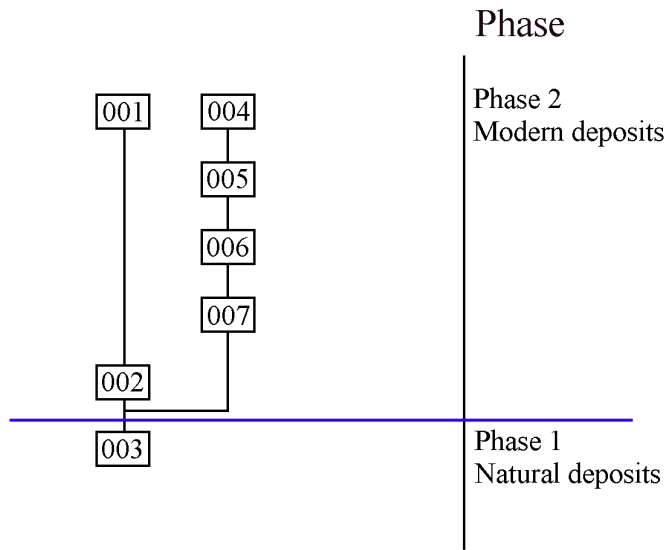 Phase
001
004
Phase 2
Modern deposits
005
006
007
002
003
Phase 1
Natural deposits